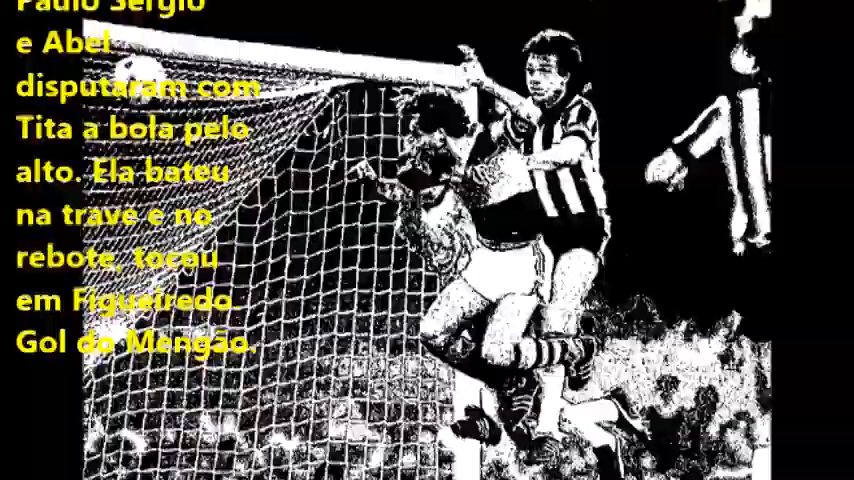 Paulo Sérgio
e Abel
disputaram com
Tita a bola pelo
alto. Ela bateu
na trave e no
rebote, tocou
em Figueiredo.
Gol do Mengão.